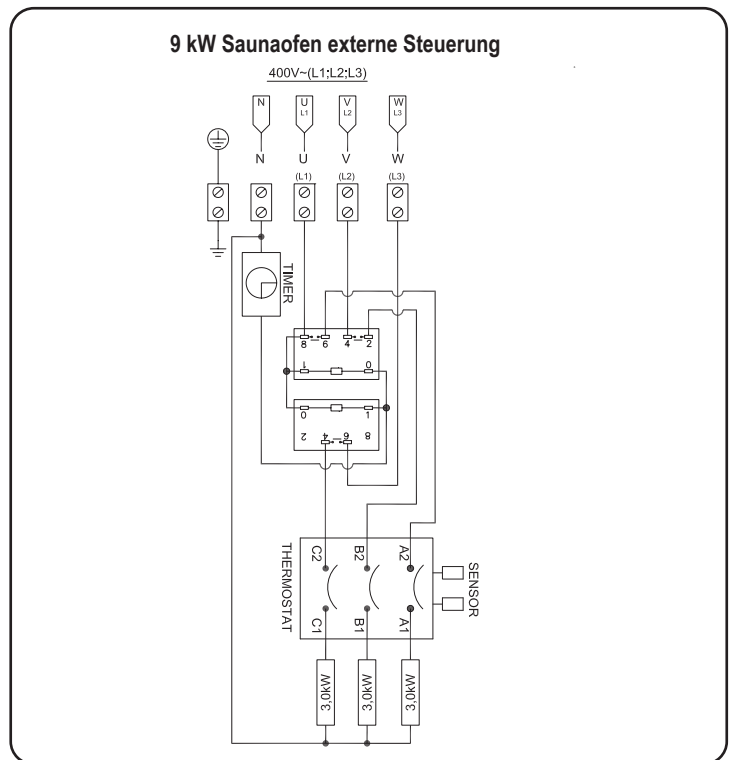 9 kW Saunaofen externe Steuerung
400V~(L1;L2;L3)
N U L1 V L2 W L3
N U V W
(L1) (L2) (L3)
TIMER
8 6 4 2
1 0
0 1
2 4 6 8
THERMOSTAT
C2 B2 A2
SENSOR
C1 B1 A1
3,0kW 3,0kW 3,0kW